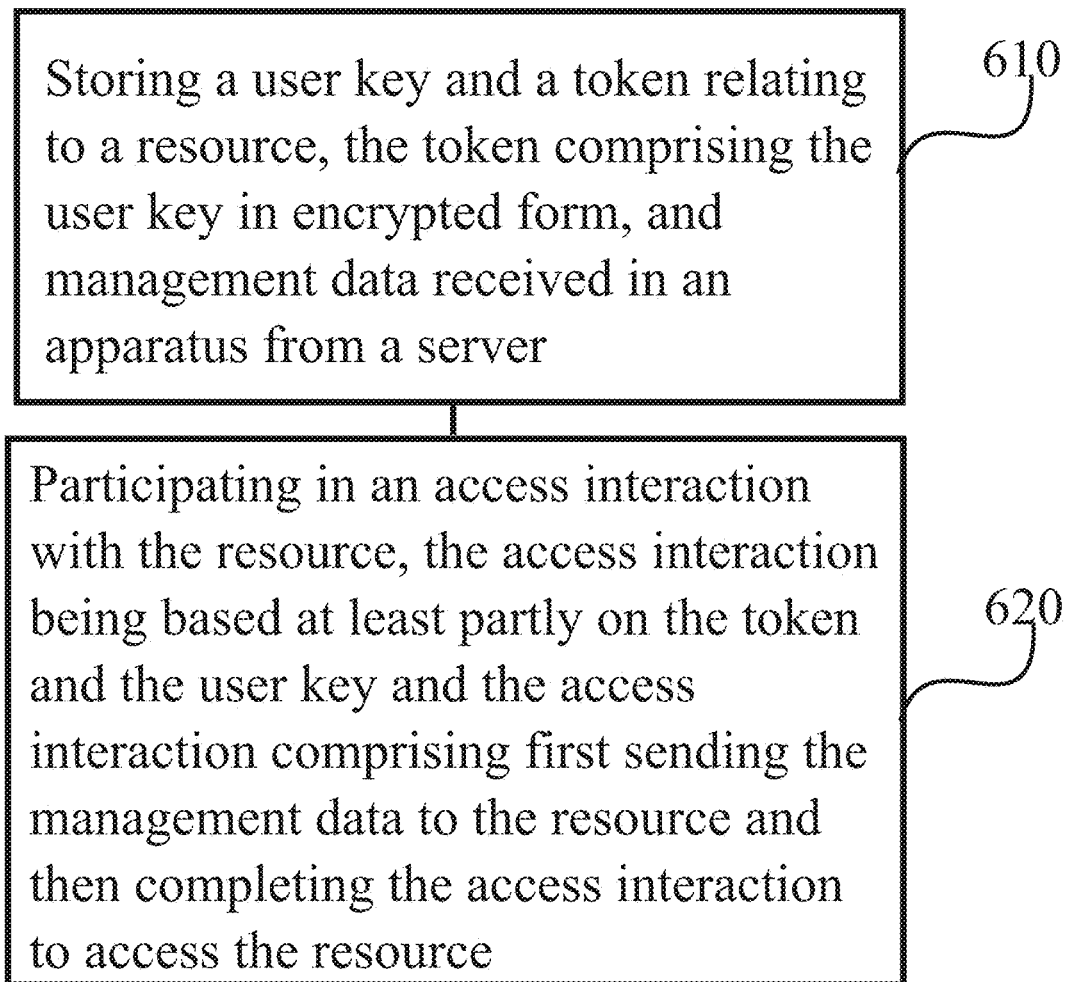 Storing a user key and a token relating
to a resource, the token comprising the
user key in encrypted form, and
management data received in an
apparatus from a server
610
Participating in an access interaction
with the resource, the access interaction
being based at least partly on the token
and the user key and the access
interaction comprising first sending the
management data to the resource and
then completing the access interaction
to access the resource
620